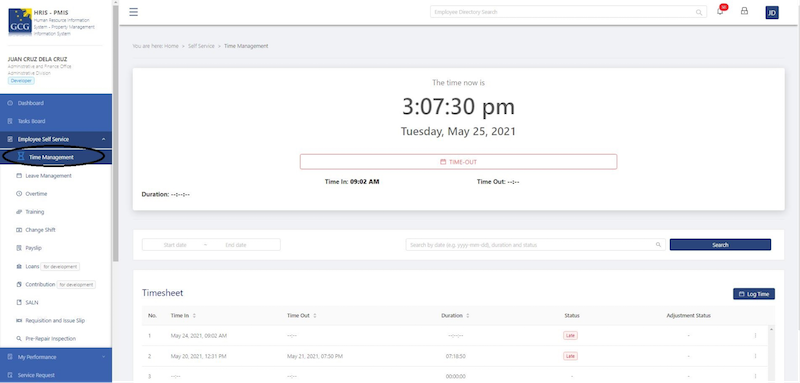 HRIS - PMIS
Human Resource Information
System - Property Management
Information System
GCG
JUAN CRUZ DELA CRUZ
Administrative and Finance Office
Administrative Division
Developer
Dashboard
Tasks Board
Employee Self Service
Time Management
Leave Management
Overtime
Training
Change Shift
Payslip
Loans for development
Contribution for development
SALN
Requisition and Issue Slip
Pre-Repair Inspection
My Performance
Service Request
Employee Directory Search
JD
You are here: Home > Self Service > Time Management
The time now is
3:07:30 pm
Tuesday, May 25, 2021
TIME-OUT
Time In: 09:02 AM Time Out: --:--
Duration: --:--:--
Start date ~ End date
Search by date (e.g. yyyy-mm-dd), duration and status
Search
Timesheet
Log Time
No. Time In Time Out Duration Status Adjustment Status
1 May 24, 2021, 09:02 AM --:-- --:--:-- Late -
2 May 20, 2021, 12:31 PM May 21, 2021, 07:50 PM 07:18:50 Late -
3 --:-- --:-- 00:00:00 - -